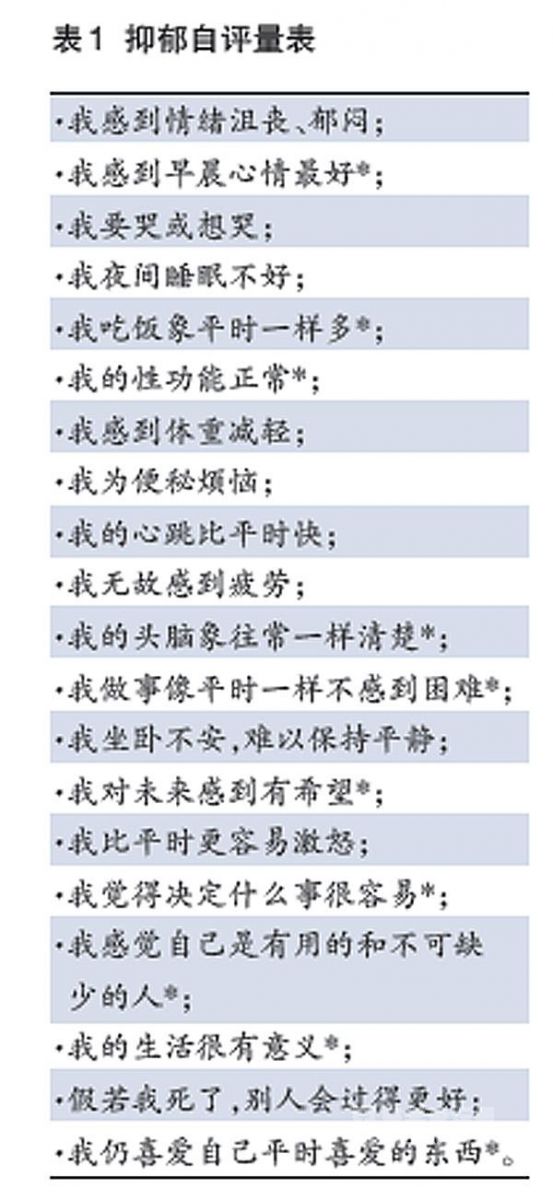 表1 抑郁自评量表
·我感到情绪沮丧、郁闷;
·我感到早晨心情最好*;
·我要哭或想哭;
·我夜间睡眠不好;
·我吃饭象平时一样多*;
·我的性功能正常*;
·我感到体重减轻;
·我为便秘烦恼;
·我的心跳比平时快;
·我无故感到疲劳;
·我的头脑象往常一样清楚*;
·我做事像平时一样不感到困难*;
·我坐卧不安,难以保持平静;
·我对未来感到有希望*;
·我比平时更容易激怒;
·我觉得决定什么事很容易*;
·我感觉自己是有用的和不可缺
少的人*;
·我的生活很有意义*;
·假若我死了,别人会过得更好;
·我仍喜爱自己平时喜爱的东西*。